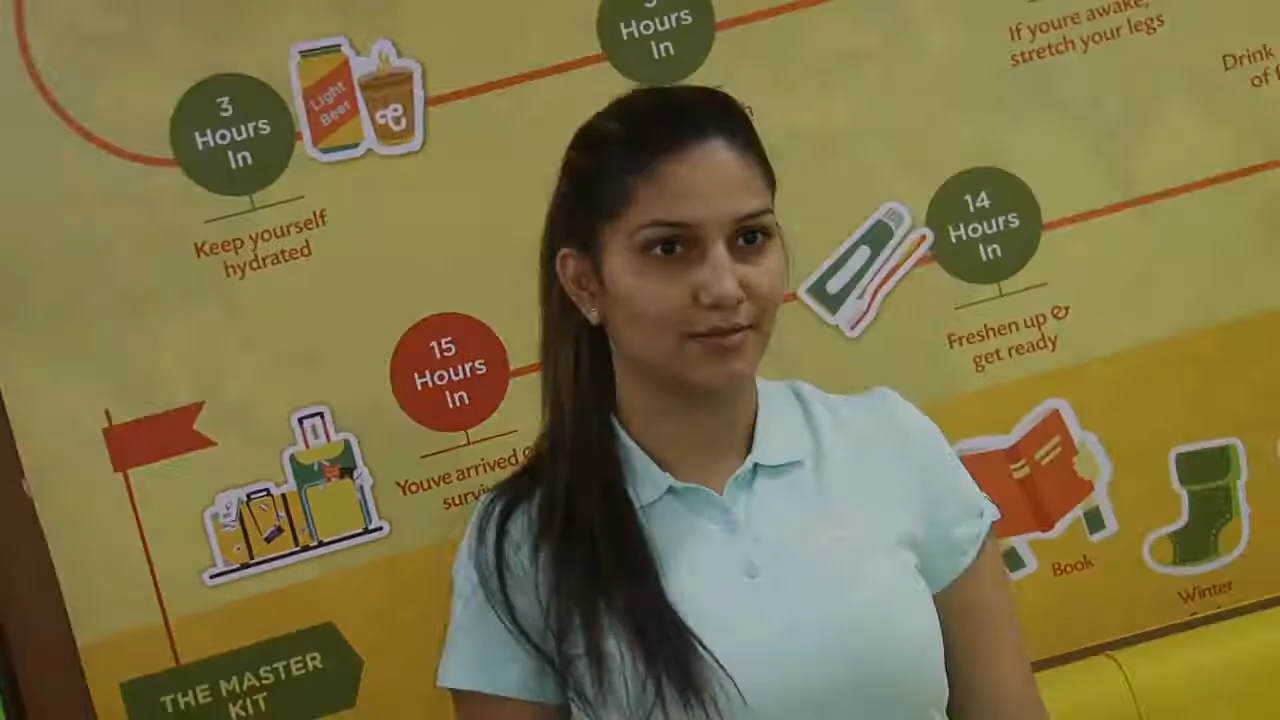 Hours
In
If youre awake,
stretch your legs
Drink
3
Hours
In
Light
Beer
Keep yourself
hydrated
14
Hours
In
Freshen up &
get ready
15
Hours
In
Youve arrived
Book
Winter
THE MASTER
KIT